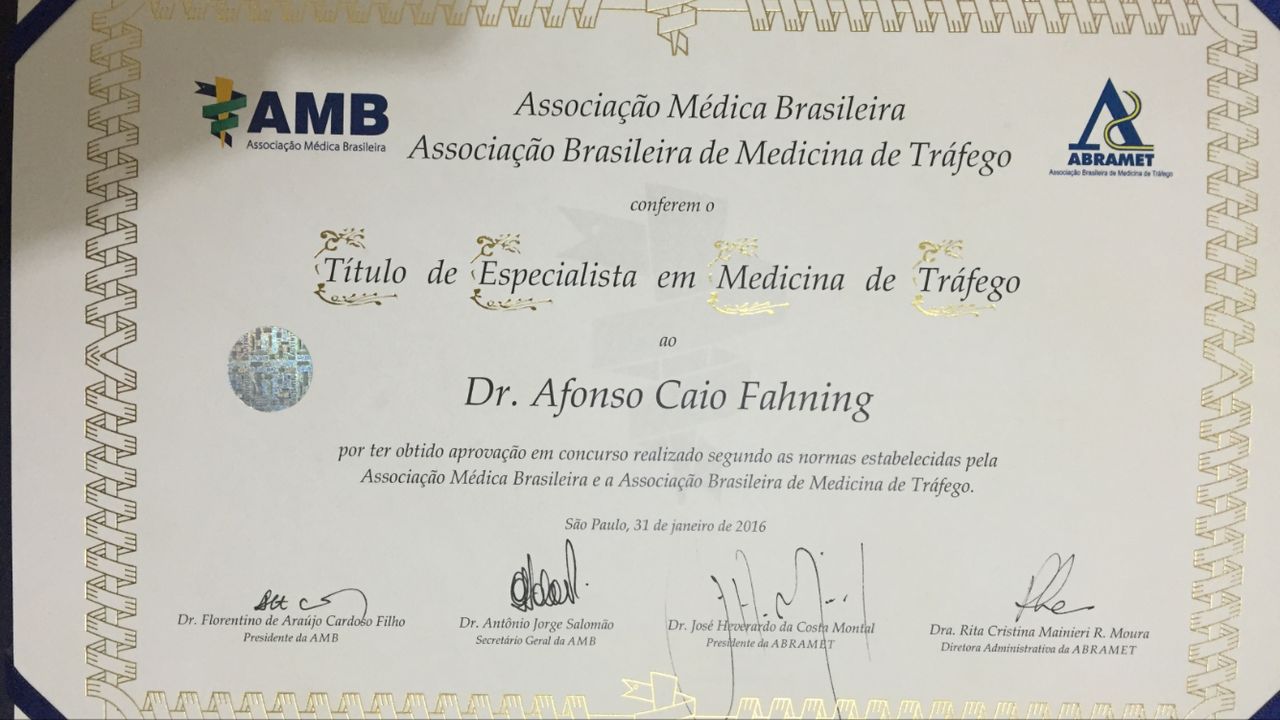 AMB
Associação Médica Brasileira
Associação Médica Brasileira
Associação Brasileira de Medicina de Tráfego
ABRAMET
Associação Brasileira de Medicina de Tráfego
conferem o
Título de Especialista em Medicina de Tráfego
ao
Dr. Afonso Caio Fahning
por ter obtido aprovação em concurso realizado segundo as normas estabelecidas pela
Associação Médica Brasileira e a Associação Brasileira de Medicina de Tráfego.
São Paulo, 31 de janeiro de 2016
Dr. Florentino de Araújo Cardoso Filho
Presidente da AMB
Dr. Antônio Jorge Salomão
Secretário Geral da AMB
Dr. José Heverardo da Costa Montal
Presidente da ABRAMET
Dra. Rita Cristina Mainieri R. Moura
Diretora Administrativa da ABRAMET